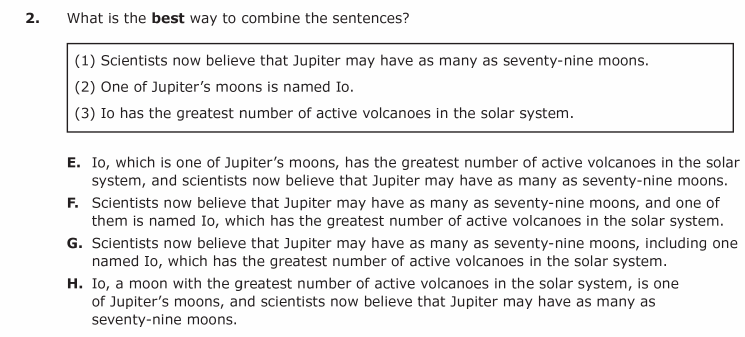 2. What is the best way to combine the sentences?
(1) Scientists now believe that Jupiter may have as many as seventy-nine moons.
(2) One of Jupiter's moons is named Io.
(3) Io has the greatest number of active volcanoes in the solar system.
E. Io, which is one of Jupiter's moons, has the greatest number of active volcanoes in the solar
system, and scientists now believe that Jupiter may have as many as seventy-nine moons.
F. Scientists now believe that Jupiter may have as many as seventy-nine moons, and one of
them is named Io, which has the greatest number of active volcanoes in the solar system.
G. Scientists now believe that Jupiter may have as many as seventy-nine moons, including one
named Io, which has the greatest number of active volcanoes in the solar system.
H. Io, a moon with the greatest number of active volcanoes in the solar system, is one
of Jupiter's moons, and scientists now believe that Jupiter may have as many as
seventy-nine moons.